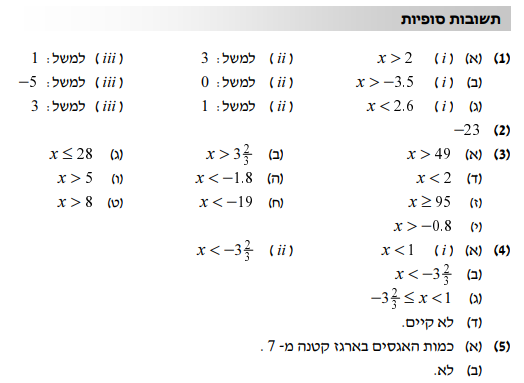 תשובות סופיות
(1) (א) (i) x > 2 (ii) למשל: 3 (iii) למשל: 1
(ב) (i) x > −3.5 (ii) למשל: 0 (iii) למשל: −5
(ג) (i) x < 2.6 (ii) למשל: 1 (iii) למשל: 3
(2) −23
(3) (א) x > 49 (ב) x > 3⅔ (ג) x ≤ 28
(ד) x < 2 (ה) x < −1.8 (ו) x > 5
(ז) x ≥ 95 (ח) x < −19 (ט) x > 8
(י) x > −0.8
(4) (א) (i) x < 1 (ii) x < −3⅔
(ב) x < −3⅔
(ג) −3⅔ ≤ x < 1
(ד) לא קיים.
(5) (א) כמות האגסים בארגז קטנה מ- 7 .
(ב) לא.